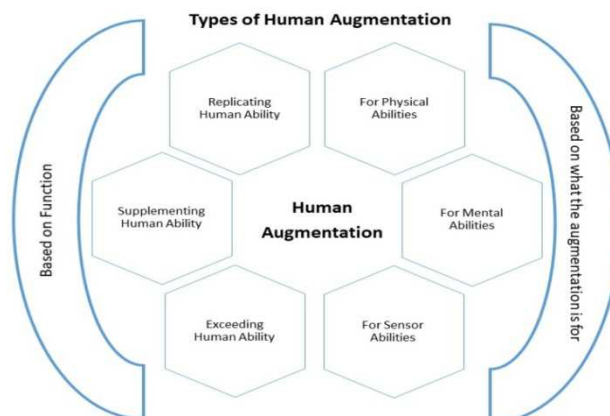 Types of Human Augmentation
Based on Function
Replicating
Human Ability
For Physical
Abilities
Supplementing
Human Ability
Human
Augmentation
For Mental
Abilities
Exceeding
Human Ability
For Sensor
Abilities
Based on what the augmentation is for